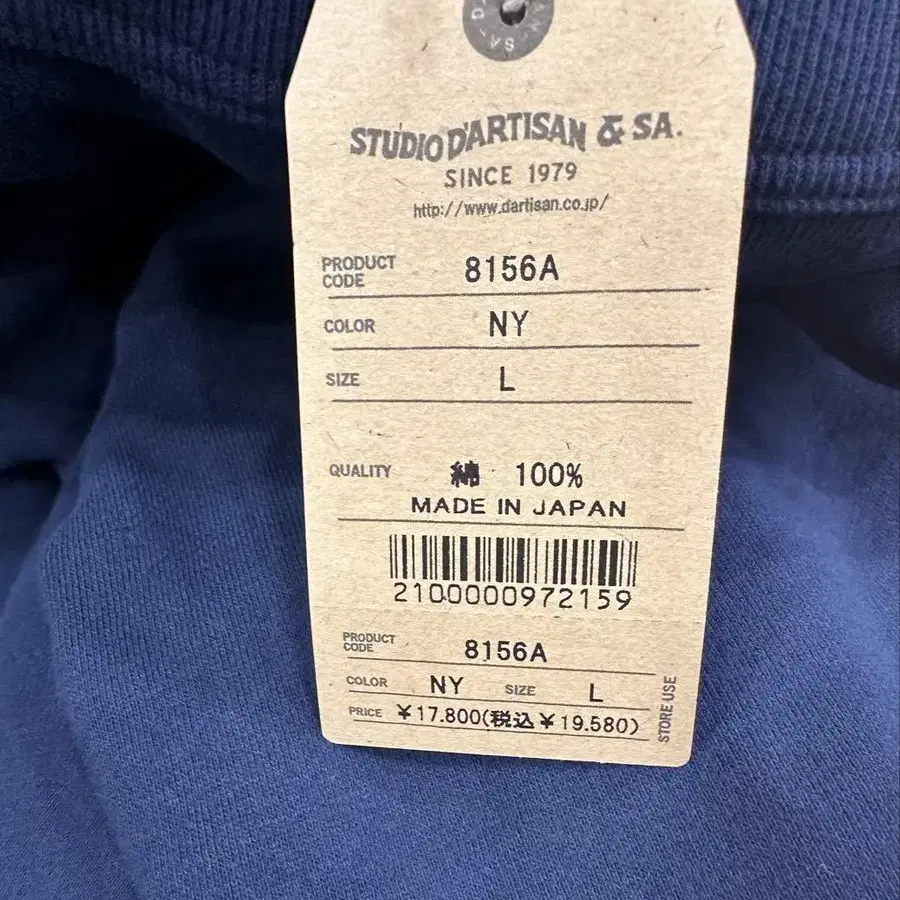 STUDIO D'ARTISAN & SA.
SINCE 1979
http://www.dartisan.co.jp/
PRODUCT CODE 8156A
COLOR NY
SIZE L
QUALITY 綿 100%
MADE IN JAPAN
2100000972159
PRODUCT CODE 8156A
COLOR NY SIZE L
PRICE ¥17.800(税込¥19.580)
STORE USE